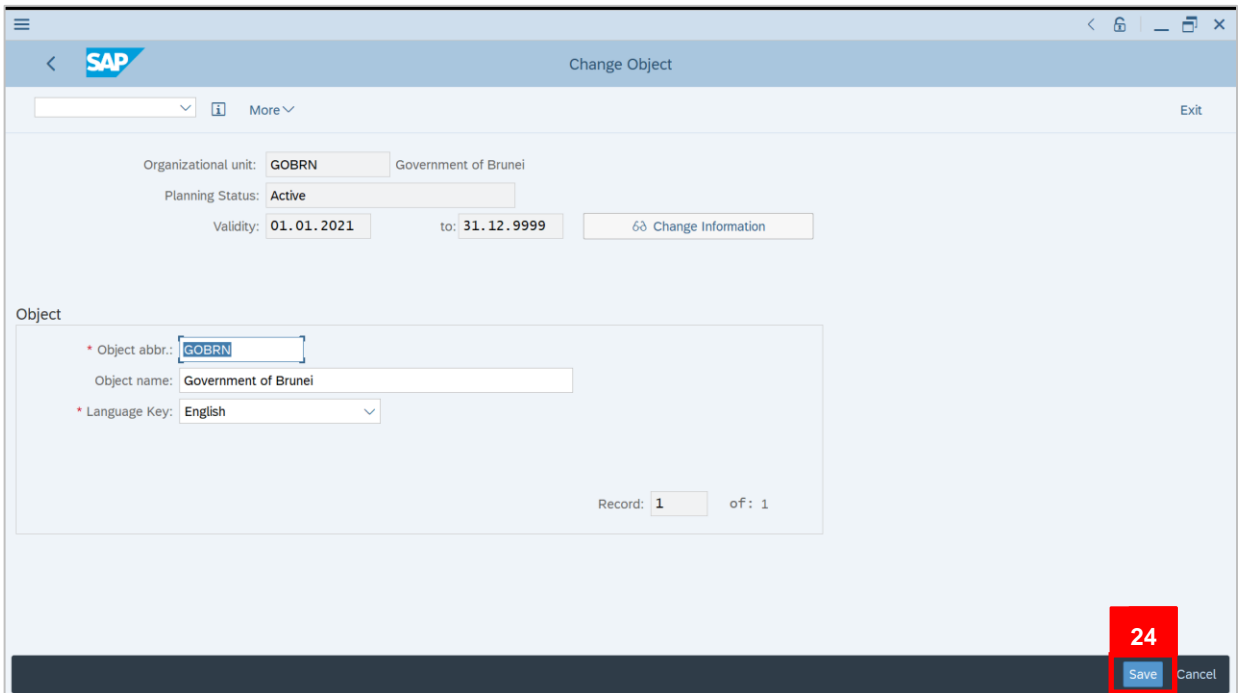 SAP
Change Object
More
Exit
Organizational unit: GOBRN Government of Brunei
Planning Status: Active
Validity: 01.01.2021 to: 31.12.9999 Change Information
Object
* Object abbr.: GOBRN
Object name: Government of Brunei
* Language Key: English
Record: 1 of: 1
24
Save Cancel